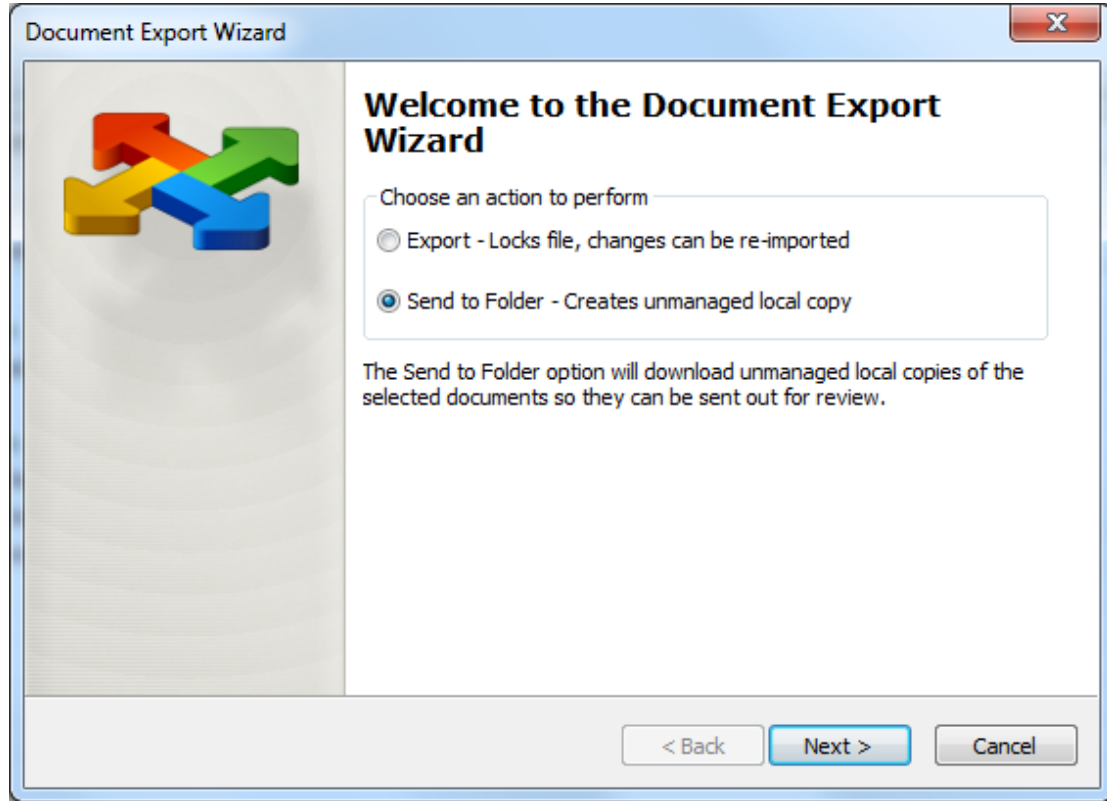 Document Export Wizard
Welcome to the Document Export
Wizard
Choose an action to perform
Export - Locks file, changes can be re-imported
Send to Folder - Creates unmanaged local copy
The Send to Folder option will download unmanaged local copies of the
selected documents so they can be sent out for review.
< Back Next > Cancel